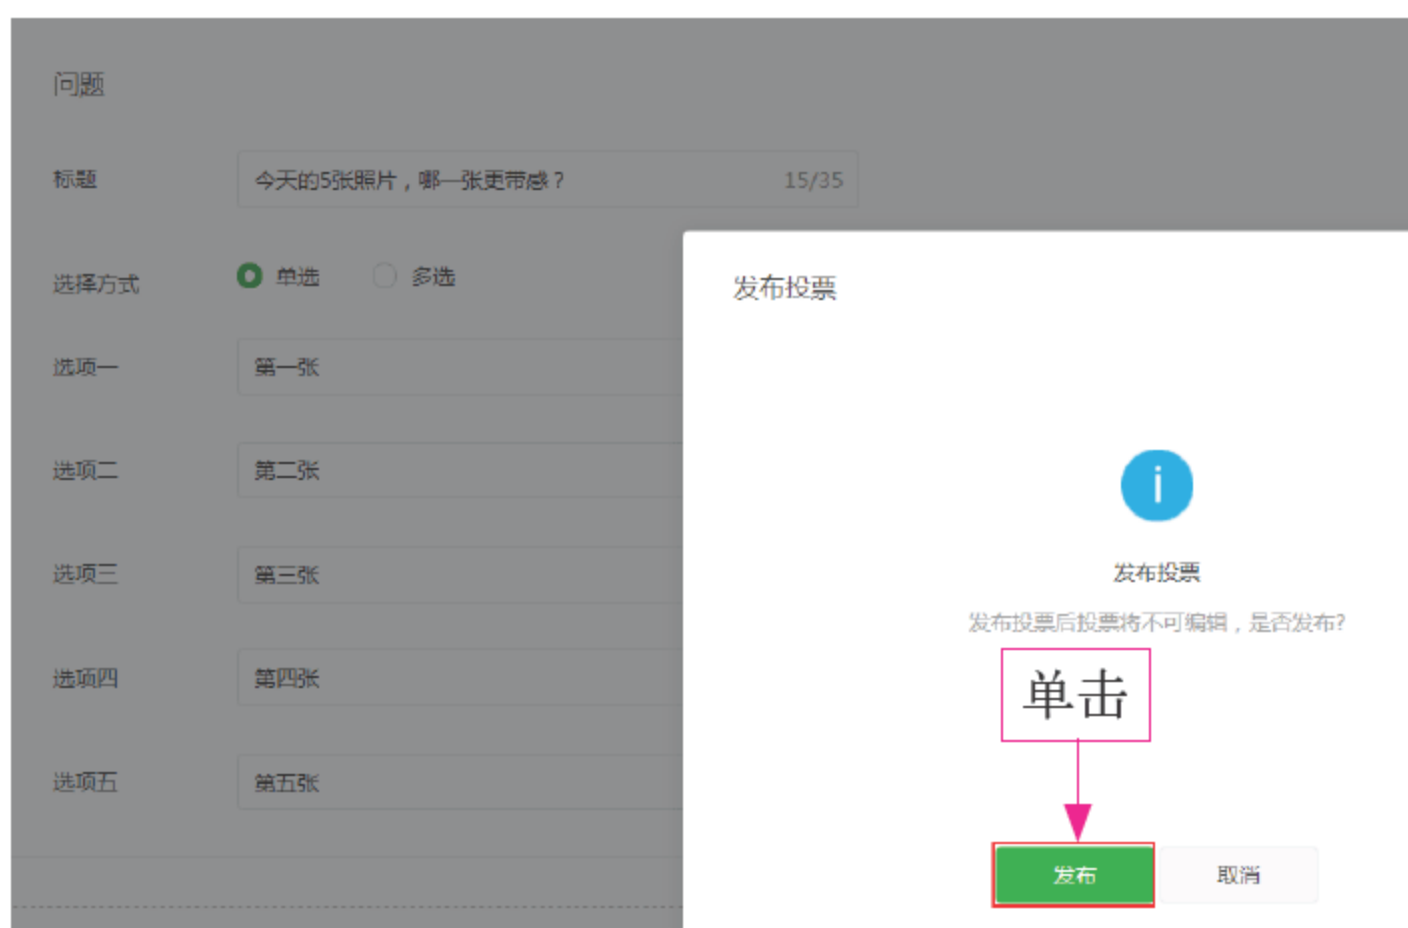 问题
标题 今天的5张照片，哪一张更带感？ 15/35
选择方式 单选 多选
选项一 第一张
选项二 第二张
选项三 第三张
选项四 第四张
选项五 第五张
发布投票
i
发布投票
发布投票后投票将不可编辑，是否发布?
单击
发布 取消